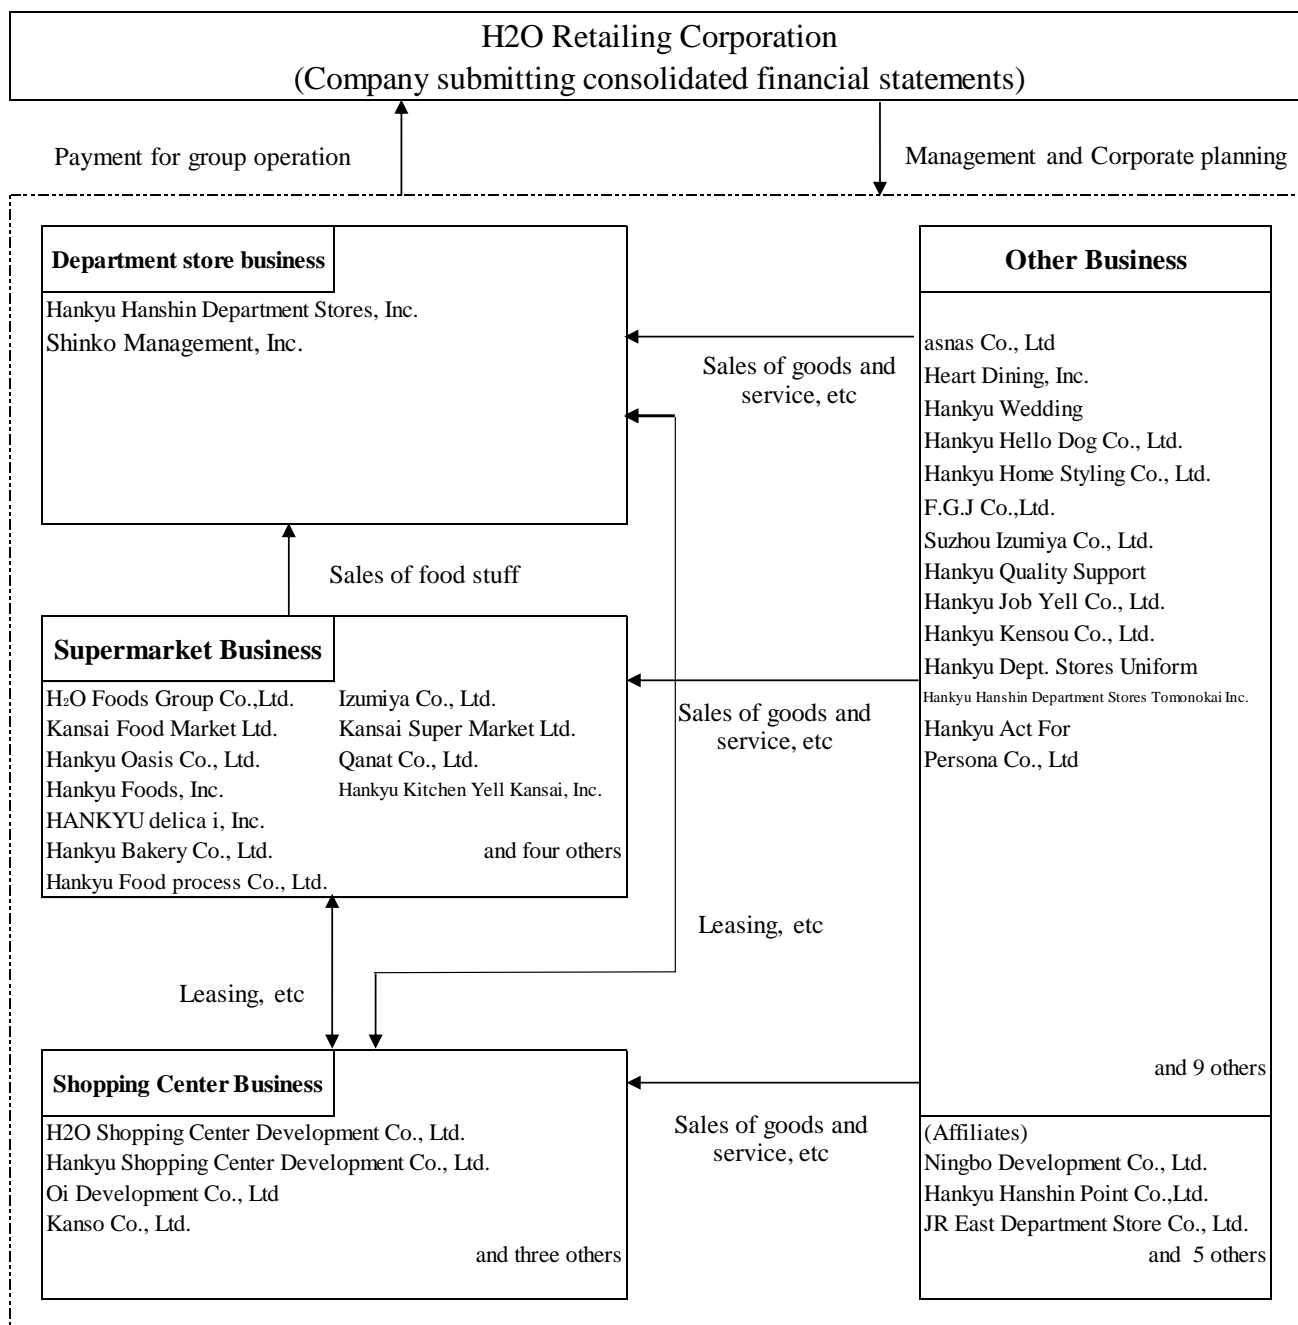 H2O Retailing Corporation
(Company submitting consolidated financial statements)
Payment for group operation
Management and Corporate planning
Department store business
Hankyu Hanshin Department Stores, Inc.
Shinko Management, Inc.
Sales of goods and
service, etc
Sales of food stuff
Supermarket Business
H₂O Foods Group Co.,Ltd.
Kansai Food Market Ltd.
Hankyu Oasis Co., Ltd.
Hankyu Foods, Inc.
HANKYU delica i, Inc.
Hankyu Bakery Co., Ltd.
Hankyu Food process Co., Ltd.
Izumiya Co., Ltd.
Kansai Super Market Ltd.
Qanat Co., Ltd.
Hankyu Kitchen Yell Kansai, Inc.
and four others
Sales of goods and
service, etc
Leasing, etc
Leasing, etc
Shopping Center Business
H2O Shopping Center Development Co., Ltd.
Hankyu Shopping Center Development Co., Ltd.
Oi Development Co., Ltd
Kanso Co., Ltd.
and three others
Sales of goods and
service, etc
Other Business
asnas Co., Ltd
Heart Dining, Inc.
Hankyu Wedding
Hankyu Hello Dog Co., Ltd.
Hankyu Home Styling Co., Ltd.
F.G.J Co.,Ltd.
Suzhou Izumiya Co., Ltd.
Hankyu Quality Support
Hankyu Job Yell Co., Ltd.
Hankyu Kensou Co., Ltd.
Hankyu Dept. Stores Uniform
Hankyu Hanshin Department Stores Tomonokai Inc.
Hankyu Act For
Persona Co., Ltd
and 9 others
(Affiliates)
Ningbo Development Co., Ltd.
Hankyu Hanshin Point Co.,Ltd.
JR East Department Store Co., Ltd.
and 5 others